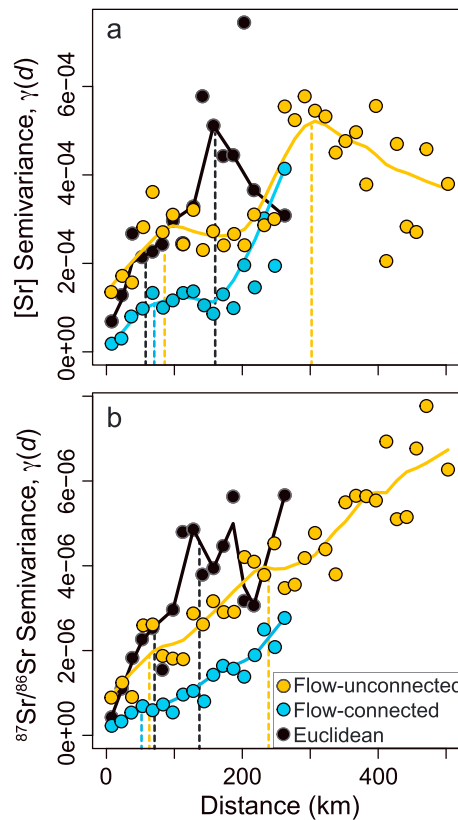 a
[Sr] Semivariance, γ(d)
6e−04
4e−04
2e−04
0e+00
b
⁸⁷Sr/⁸⁶Sr Semivariance, γ(d)
6e−06
4e−06
2e−06
0e+00
Flow-unconnected
Flow-connected
Euclidean
0 200 400
Distance (km)